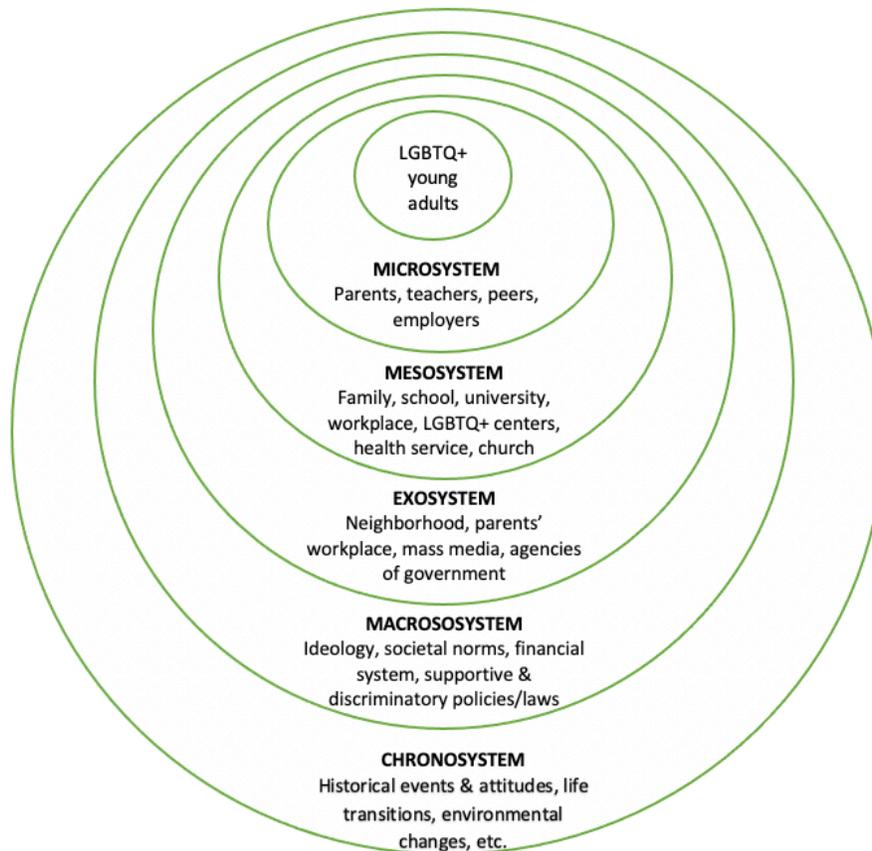 LGBTQ+
young
adults
MICROSYSTEM
Parents, teachers, peers,
employers
MESOSYSTEM
Family, school, university,
workplace, LGBTQ+ centers,
health service, church
EXOSYSTEM
Neighborhood, parents’
workplace, mass media, agencies
of government
MACROSOSYSTEM
Ideology, societal norms, financial
system, supportive &
discriminatory policies/laws
CHRONOSYSTEM
Historical events & attitudes, life
transitions, environmental
changes, etc.